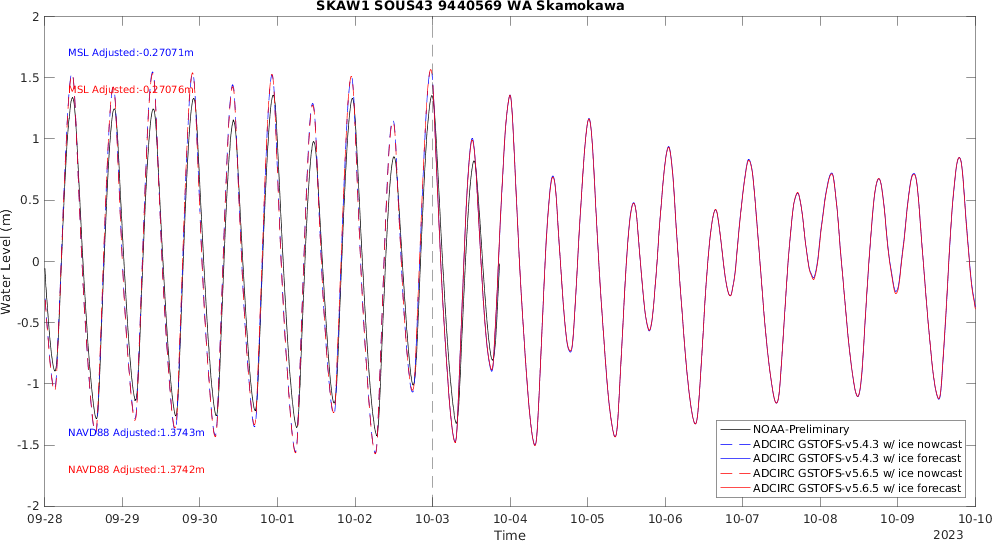 SKAW1 SOUS43 9440569 WA Skamokawa
2
1.5
1
0.5
0
-0.5
-1
-1.5
-2
Water Level (m)
MSL Adjusted:-0.27071m
MSL Adjusted:-0.27076m
NAVD88 Adjusted:1.3743m
NAVD88 Adjusted:1.3742m
NOAA-Preliminary
ADCIRC GSTOFS-v5.4.3 w/ ice nowcast
ADCIRC GSTOFS-v5.4.3 w/ ice forecast
ADCIRC GSTOFS-v5.6.5 w/ ice nowcast
ADCIRC GSTOFS-v5.6.5 w/ ice forecast
09-28 09-29 09-30 10-01 10-02 10-03 10-04 10-05 10-06 10-07 10-08 10-09 10-10
Time
2023